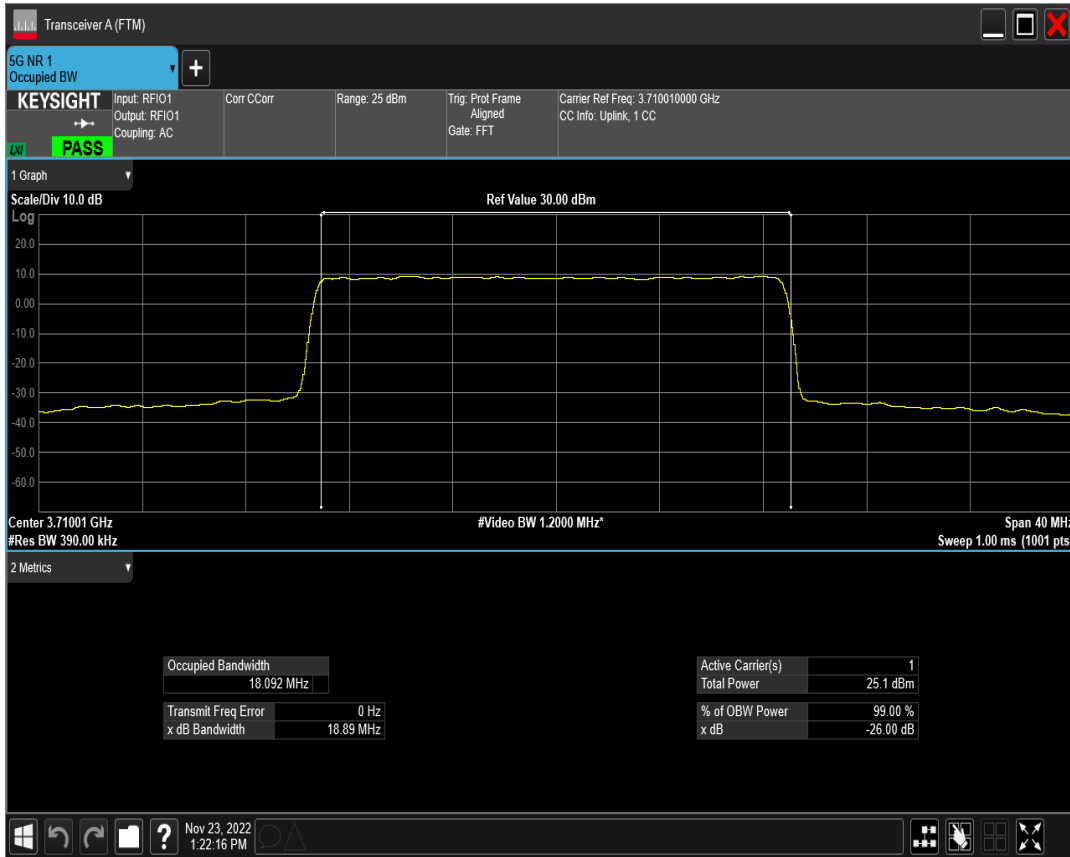 Transceiver A (FTM)
5G NR 1
Occupied BW
+
KEYSIGHT
LXI
PASS
Input: RFIO1
Output: RFIO1
Coupling: AC
Corr CCorr
Range: 25 dBm
Trig: Prot Frame
Aligned
Gate: FFT
Carrier Ref Freq: 3.710010000 GHz
CC Info: Uplink, 1 CC
1 Graph
Scale/Div 10.0 dB
Ref Value 30.00 dBm
Log
20.0
10.0
0.00
-10.0
-20.0
-30.0
-40.0
-50.0
-60.0
Center 3.71001 GHz
#Video BW 1.2000 MHz*
Span 40 MHz
#Res BW 390.00 kHz
Sweep 1.00 ms (1001 pts
2 Metrics
Occupied Bandwidth
18.092 MHz
Transmit Freq Error 0 Hz
x dB Bandwidth 18.89 MHz
Active Carrier(s) 1
Total Power 25.1 dBm
% of OBW Power 99.00 %
x dB -26.00 dB
?
Nov 23, 2022
1:22:16 PM